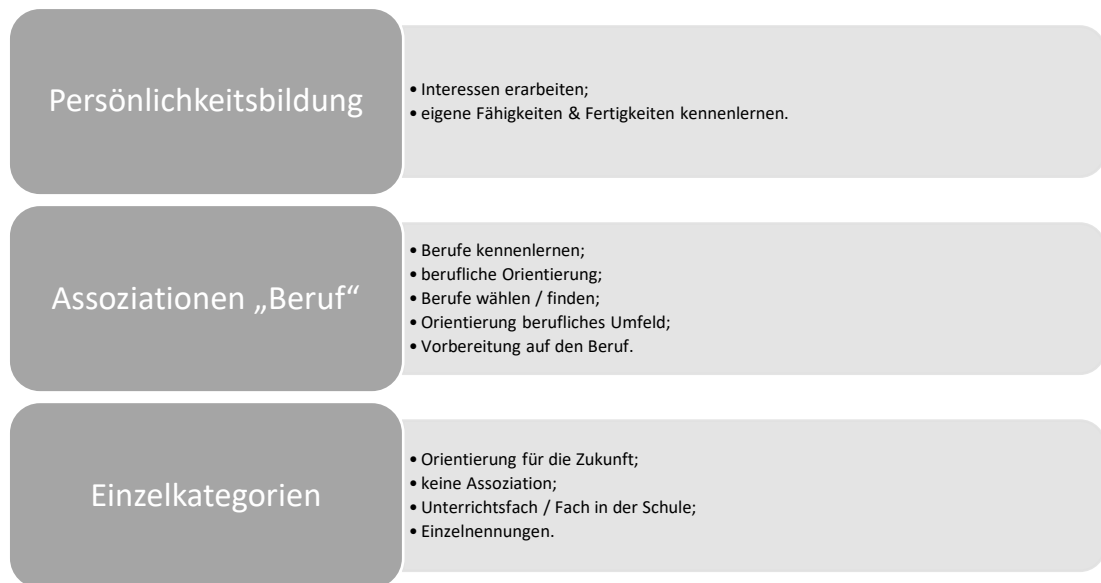 Persönlichkeitsbildung
• Interessen erarbeiten;
• eigene Fähigkeiten & Fertigkeiten kennenlernen.
Assoziationen „Beruf“
• Berufe kennenlernen;
• berufliche Orientierung;
• Berufe wählen / finden;
• Orientierung berufliches Umfeld;
• Vorbereitung auf den Beruf.
Einzelkategorien
• Orientierung für die Zukunft;
• keine Assoziation;
• Unterrichtsfach / Fach in der Schule;
• Einzelnennungen.